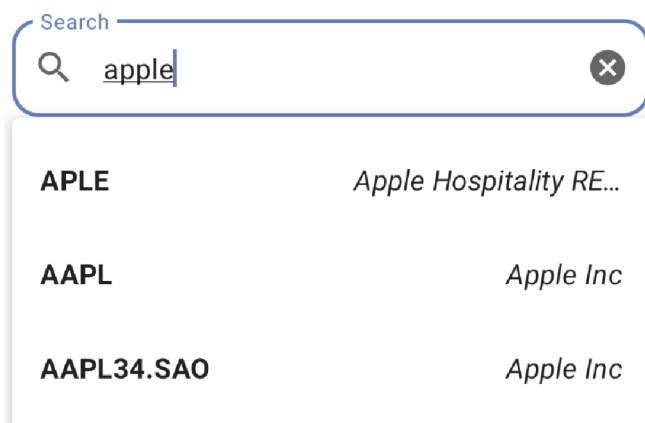 Search
apple
APLE Apple Hospitality RE...
AAPL Apple Inc
AAPL34.SAO Apple Inc